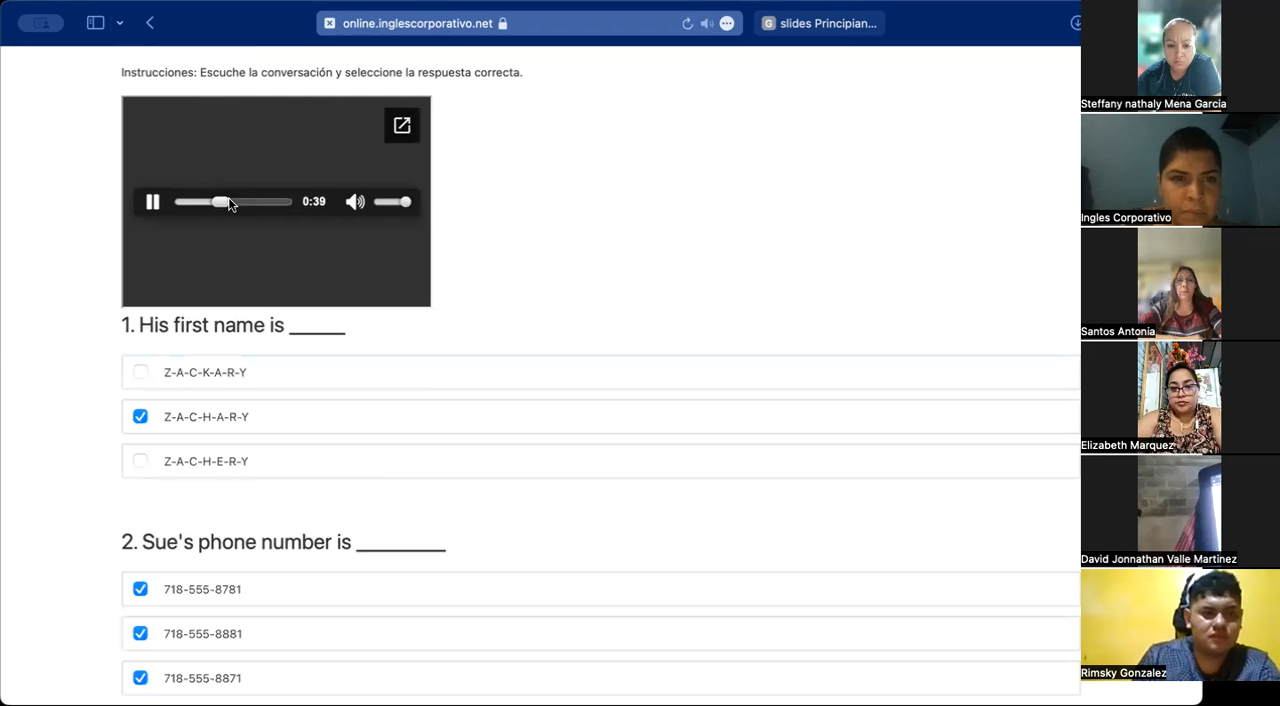 online.inglescorporativo.net
slides Principian...
Instrucciones: Escuche la conversación y seleccione la respuesta correcta.
0:39
1. His first name is ______
Z-A-C-K-A-R-Y
Z-A-C-H-A-R-Y
Z-A-C-H-E-R-Y
2. Sue's phone number is _________
718-555-8781
718-555-8881
718-555-8871
Steffany nathaly Mena Garcia
Ingles Corporativo
Santos Antonia
Elizabeth Marquez
David Jonnathan Valle Martinez
Rimsky Gonzalez